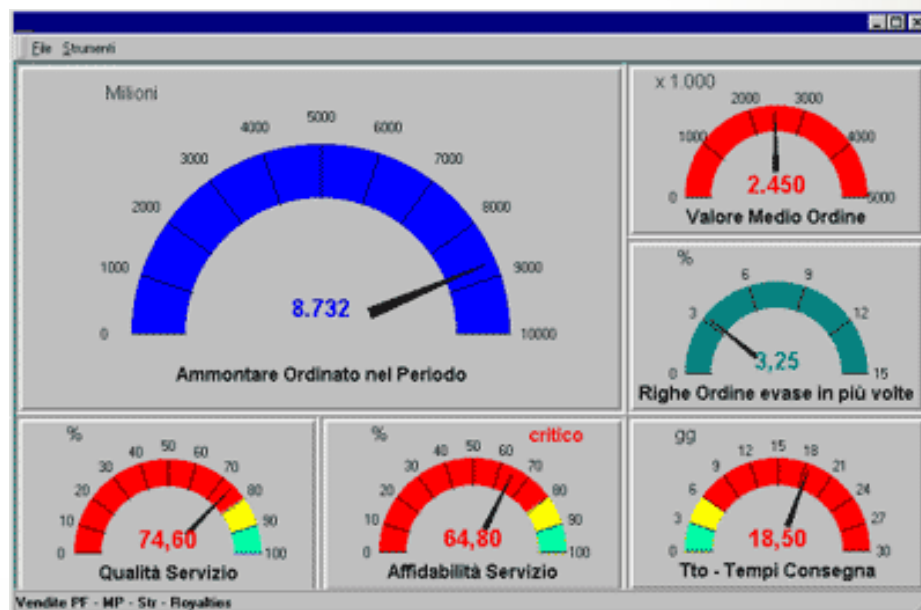 File Strumenti
Milioni
0 1000 2000 3000 4000 5000 6000 7000 8000 9000 10000
8.732
Ammontare Ordinato nel Periodo
x 1.000
0 1000 2000 3000 4000 5000
2.450
Valore Medio Ordine
%
0 3 6 9 12 15
3,25
Righe Ordine evase in più volte
%
0 10 20 30 40 50 60 70 80 90 100
74,60
Qualità Servizio
% critico
0 10 20 30 40 50 60 70 80 90 100
64,80
Affidabilità Servizio
gg
0 3 6 9 12 15 18 21 24 27 30
18,50
Tto - Tempi Consegna
Vendite PF - MP - Str - Royalties